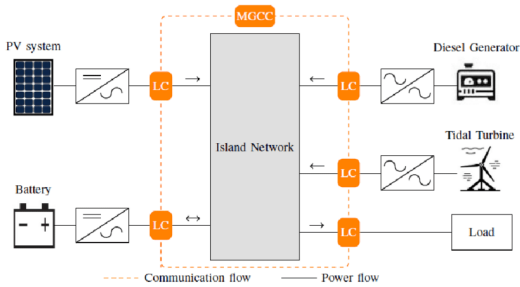 MGCC
PV system
Diesel Generator
LC
LC
Tidal Turbine
Island Network
LC
Battery
LC
LC
Load
Communication flow
Power flow